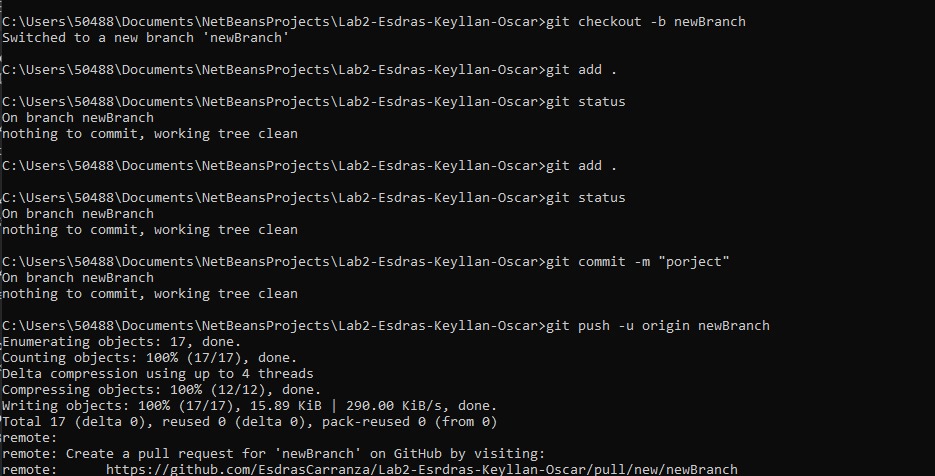 C:\Users\50488\Documents\NetBeansProjects\Lab2-Esdras-Keyllan-Oscar>git checkout -b newBranch
Switched to a new branch 'newBranch'
C:\Users\50488\Documents\NetBeansProjects\Lab2-Esdras-Keyllan-Oscar>git add .
C:\Users\50488\Documents\NetBeansProjects\Lab2-Esdras-Keyllan-Oscar>git status
On branch newBranch
nothing to commit, working tree clean
C:\Users\50488\Documents\NetBeansProjects\Lab2-Esdras-Keyllan-Oscar>git add .
C:\Users\50488\Documents\NetBeansProjects\Lab2-Esdras-Keyllan-Oscar>git status
On branch newBranch
nothing to commit, working tree clean
C:\Users\50488\Documents\NetBeansProjects\Lab2-Esdras-Keyllan-Oscar>git commit -m "porject"
On branch newBranch
nothing to commit, working tree clean
C:\Users\50488\Documents\NetBeansProjects\Lab2-Esdras-Keyllan-Oscar>git push -u origin newBranch
Enumerating objects: 17, done.
Counting objects: 100% (17/17), done.
Delta compression using up to 4 threads
Compressing objects: 100% (12/12), done.
Writing objects: 100% (17/17), 15.89 KiB | 290.00 KiB/s, done.
Total 17 (delta 0), reused 0 (delta 0), pack-reused 0 (from 0)
remote:
remote: Create a pull request for 'newBranch' on GitHub by visiting:
remote:      https://github.com/EsdrasCarranza/Lab2-Esrdras-Keyllan-Oscar/pull/new/newBranch